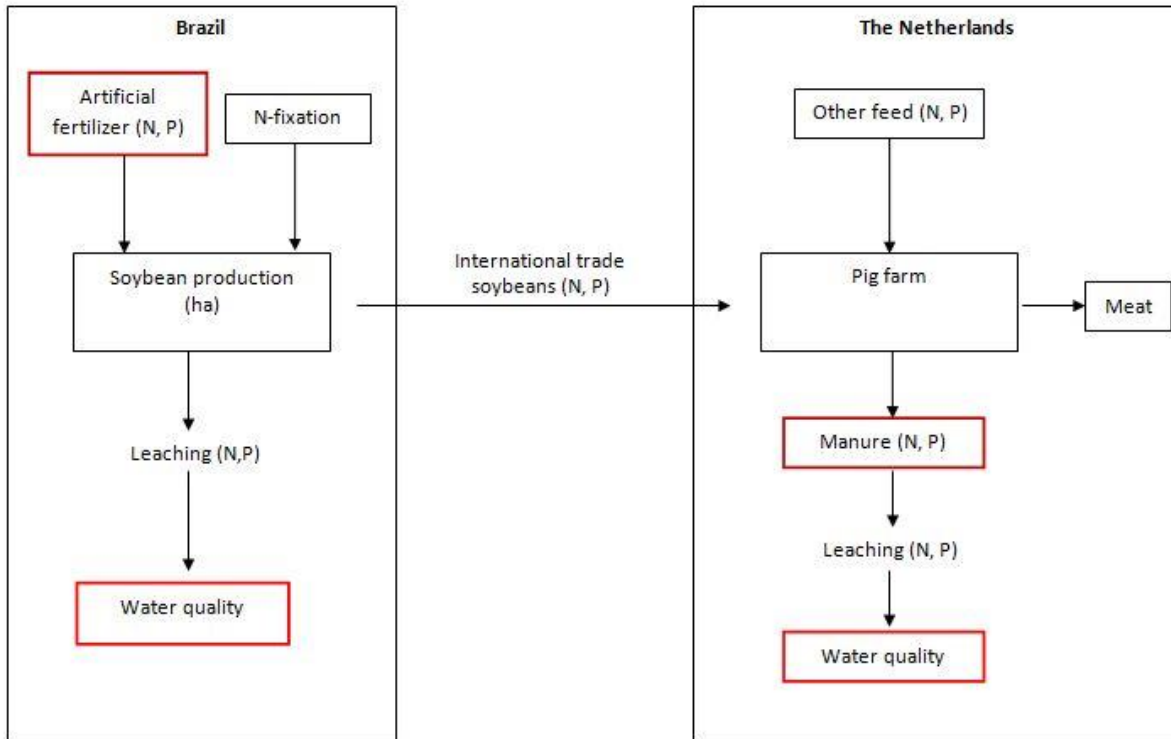 Brazil
Artificial
fertilizer (N, P)
N-fixation
Soybean production
(ha)
Leaching (N,P)
Water quality
International trade
soybeans (N, P)
The Netherlands
Other feed (N, P)
Pig farm
Meat
Manure (N, P)
Leaching (N, P)
Water quality